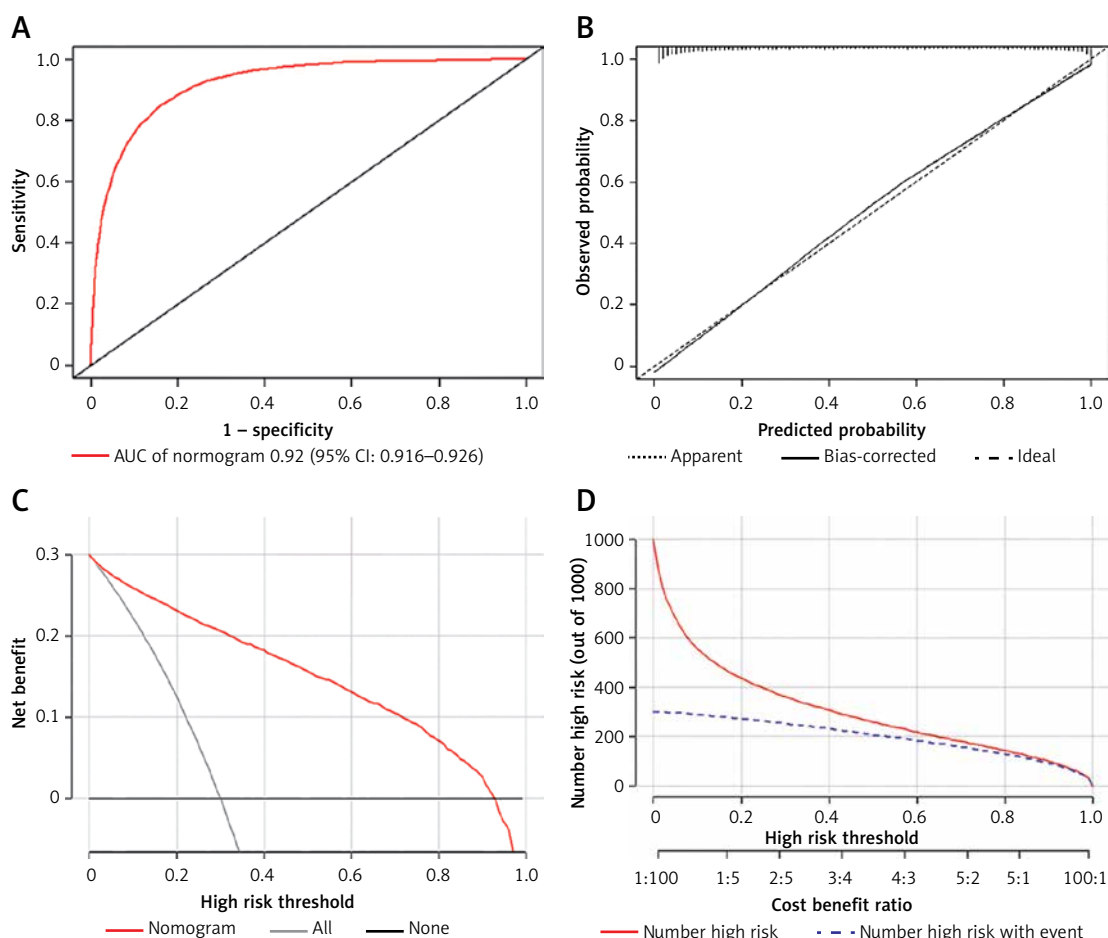 A
Sensitivity
1.0
0.8
0.6
0.4
0.2
0
0 0.2 0.4 0.6 0.8 1.0
1 – specificity
AUC of normogram 0.92 (95% CI: 0.916–0.926)
B
Observed probability
1.0
0.8
0.6
0.4
0.2
0
0 0.2 0.4 0.6 0.8 1.0
Predicted probability
Apparent Bias-corrected Ideal
C
Net benefit
0.3
0.2
0.1
0
0 0.2 0.4 0.6 0.8 1.0
High risk threshold
Nomogram All None
D
Number high risk (out of 1000)
1000
800
600
400
200
0
0 0.2 0.4 0.6 0.8 1.0
High risk threshold
1:100 1:5 2:5 3:4 4:3 5:2 5:1 100:1
Cost benefit ratio
Number high risk Number high risk with event